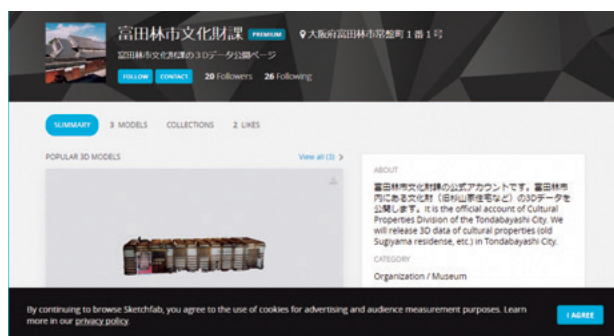 富田林市文化財課 PREMIUM 大阪府富田林市常盤町1番1号
富田林市文化財課の3Dデータ公開ページ
FOLLOW CONTACT 20 Followers 26 Following
SUMMARY 3 MODELS COLLECTIONS 2 LIKES
POPULAR 3D MODELS View all (3)
ABOUT
富田林市文化財課の公式アカウントです。富田林市
内にある文化財（旧杉山家住宅など）の3Dデータを
公開します。It is the official account of Cultural
Properties Division of the Tondabayashi City. We
will release 3D data of cultural properties (old
Sugiyama residense, etc.) in Tondabayashi City.
CATEGORY
Organization / Museum
By continuing to browse Sketchfab, you agree to the use of cookies for advertising and audience measurement purposes. Learn
more in our privacy policy.
I AGREE